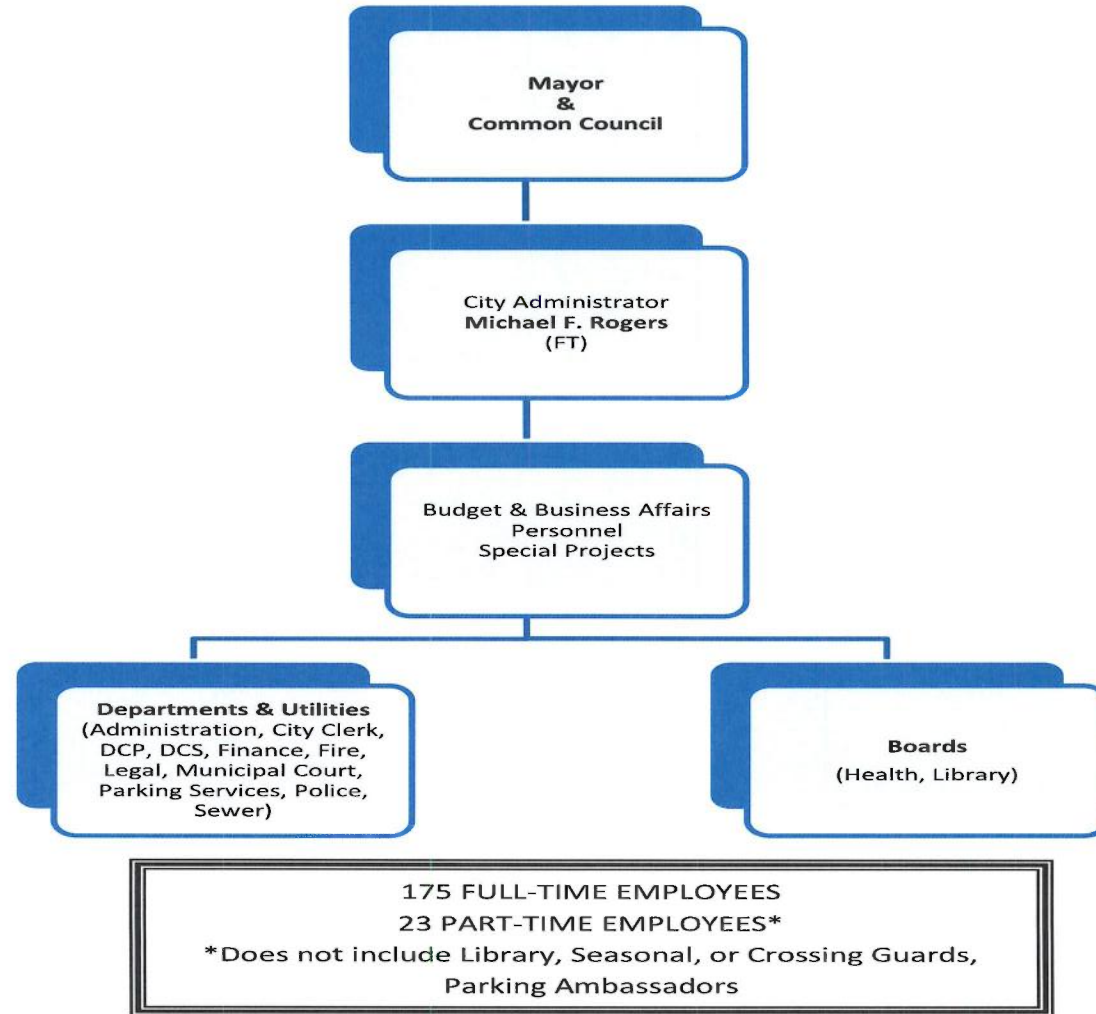 Mayor
&
Common Council
City Administrator
Michael F. Rogers
(FT)
Budget & Business Affairs
Personnel
Special Projects
Departments & Utilities
(Administration, City Clerk,
DCP, DCS, Finance, Fire,
Legal, Municipal Court,
Parking Services, Police,
Sewer)
Boards
(Health, Library)
175 FULL-TIME EMPLOYEES
23 PART-TIME EMPLOYEES*
*Does not include Library, Seasonal, or Crossing Guards,
Parking Ambassadors